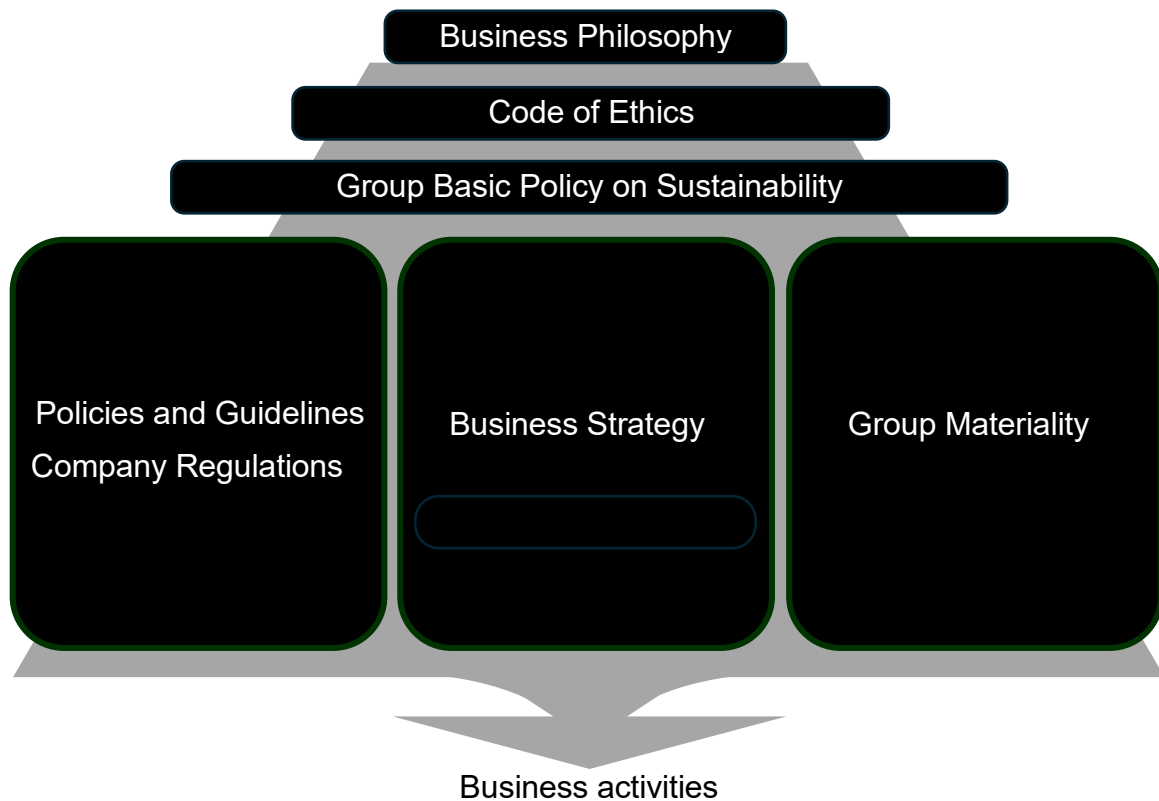 Business Philosophy
Code of Ethics
Group Basic Policy on Sustainability
Policies and Guidelines
Company Regulations
Business Strategy
Group Materiality
Business activities